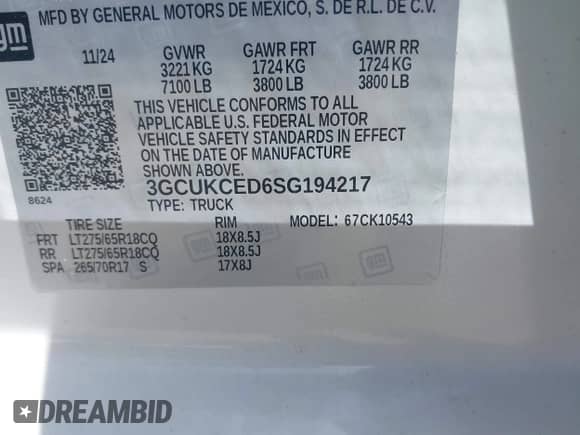 gm
MFD BY GENERAL MOTORS DE MEXICO, S. DE R.L. DE C.V.
11/24 GVWR GAWR FRT GAWR RR
3221 KG 1724 KG 1724 KG
7100 LB 3800 LB 3800 LB
THIS VEHICLE CONFORMS TO ALL
APPLICABLE U.S. FEDERAL MOTOR
VEHICLE SAFETY STANDARDS IN EFFECT
ON THE DATE OF MANUFACTURE
SHOWN ABOVE.
8624 3GCUKCED6SG194217
TYPE: TRUCK
TIRE SIZE RIM MODEL: 67CK10543
FRT LT275/65R18CQ 18X8.5J
RR LT275/65R18CQ 18X8.5J
SPA 265/70R17 S 17X8J
gm
DREAMBID